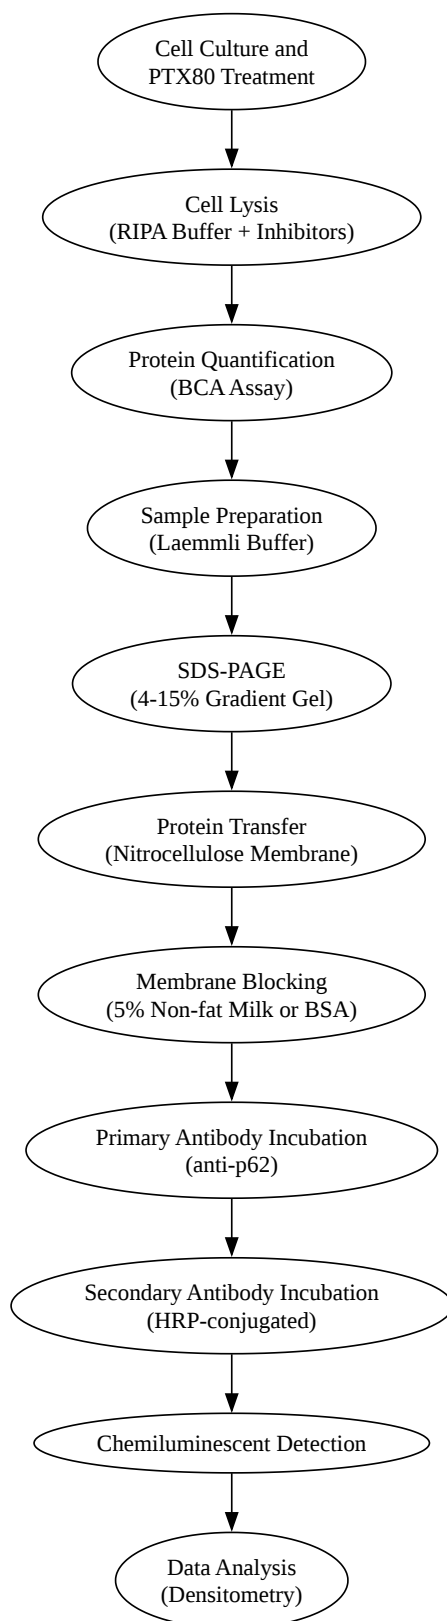 Cell Culture and
PTX80 Treatment
Cell Lysis
(RIPA Buffer + Inhibitors)
Protein Quantification
(BCA Assay)
Sample Preparation
(Laemmli Buffer)
SDS-PAGE
(4-15% Gradient Gel)
Protein Transfer
(Nitrocellulose Membrane)
Membrane Blocking
(5% Non-fat Milk or BSA)
Primary Antibody Incubation
(anti-p62)
Secondary Antibody Incubation
(HRP-conjugated)
Chemiluminescent Detection
Data Analysis
(Densitometry)